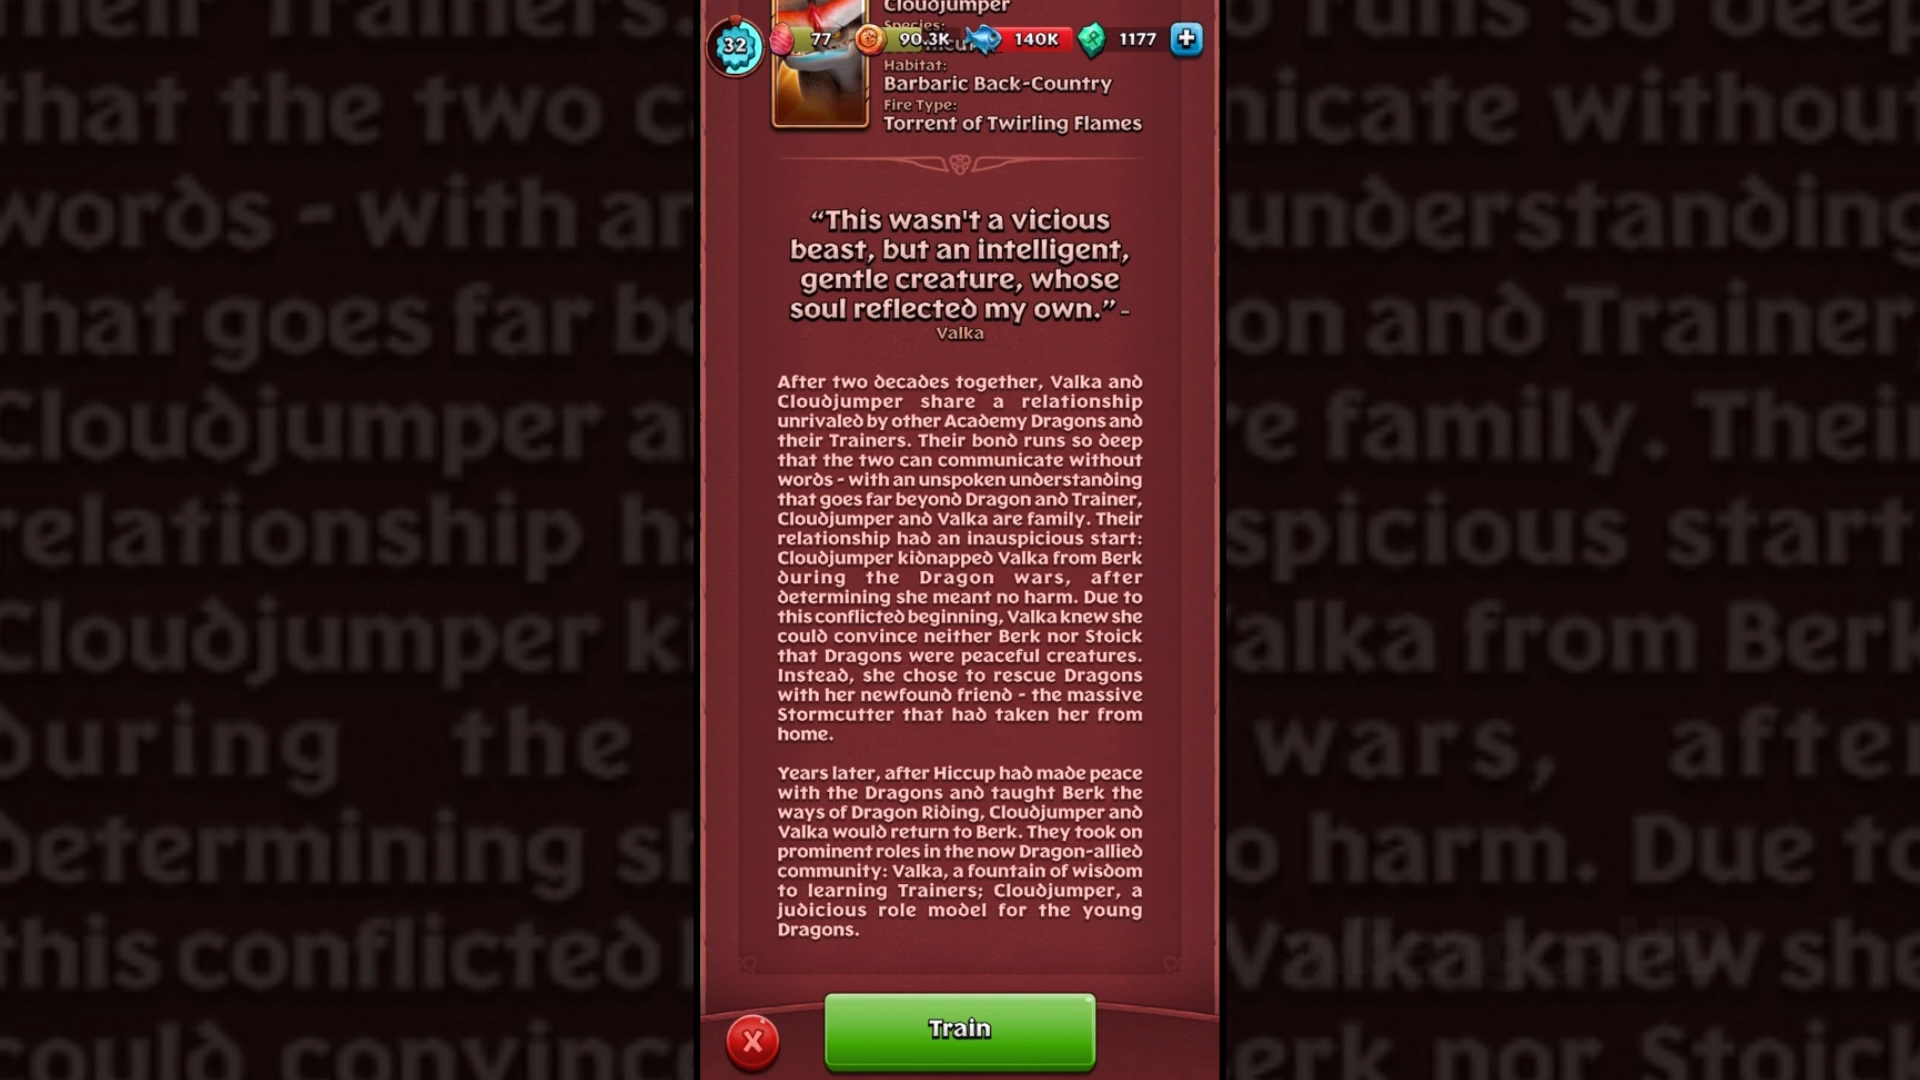 Cloudjumper
Species:
32
77
90.3K
140K
1177
Habitat:
Barbaric Back-Country
Fire Type:
Torrent of Twirling Flames
“This wasn't a vicious
beast, but an intelligent,
gentle creature, whose
soul reflected my own.” -
Valka
After two decades together, Valka and
Cloudjumper share a relationship
unrivaled by other Academy Dragons and
their Trainers. Their bond runs so deep
that the two can communicate without
words - with an unspoken understanding
that goes far beyond Dragon and Trainer,
Cloudjumper and Valka are family. Their
relationship had an inauspicious start:
Cloudjumper kidnapped Valka from Berk
during the Dragon wars, after
determining she meant no harm. Due to
this conflicted beginning, Valka knew she
could convince neither Berk nor Stoick
that Dragons were peaceful creatures.
Instead, she chose to rescue Dragons
with her newfound friend - the massive
Stormcutter that had taken her from
home.
Years later, after Hiccup had made peace
with the Dragons and taught Berk the
ways of Dragon Riding, Cloudjumper and
Valka would return to Berk. They took on
prominent roles in the now Dragon-allied
community: Valka, a fountain of wisdom
to learning Trainers; Cloudjumper, a
judicious role model for the young
Dragons.
X
Train